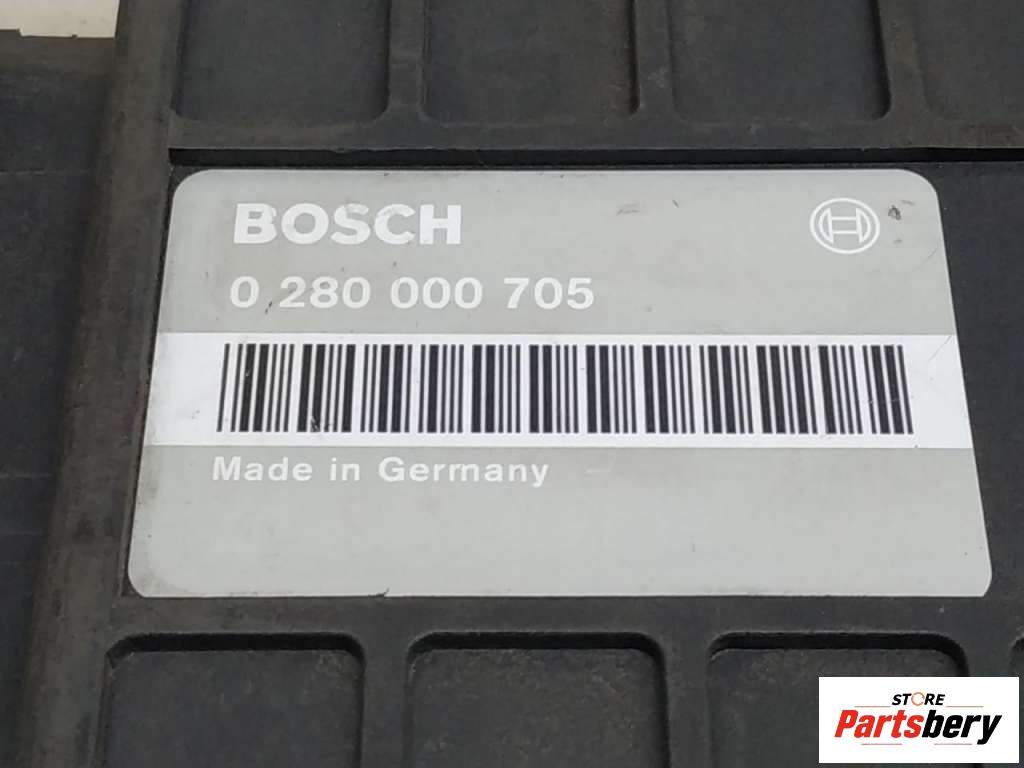 BOSCH
0 280 000 705
Made in Germany
STORE
Partsbery